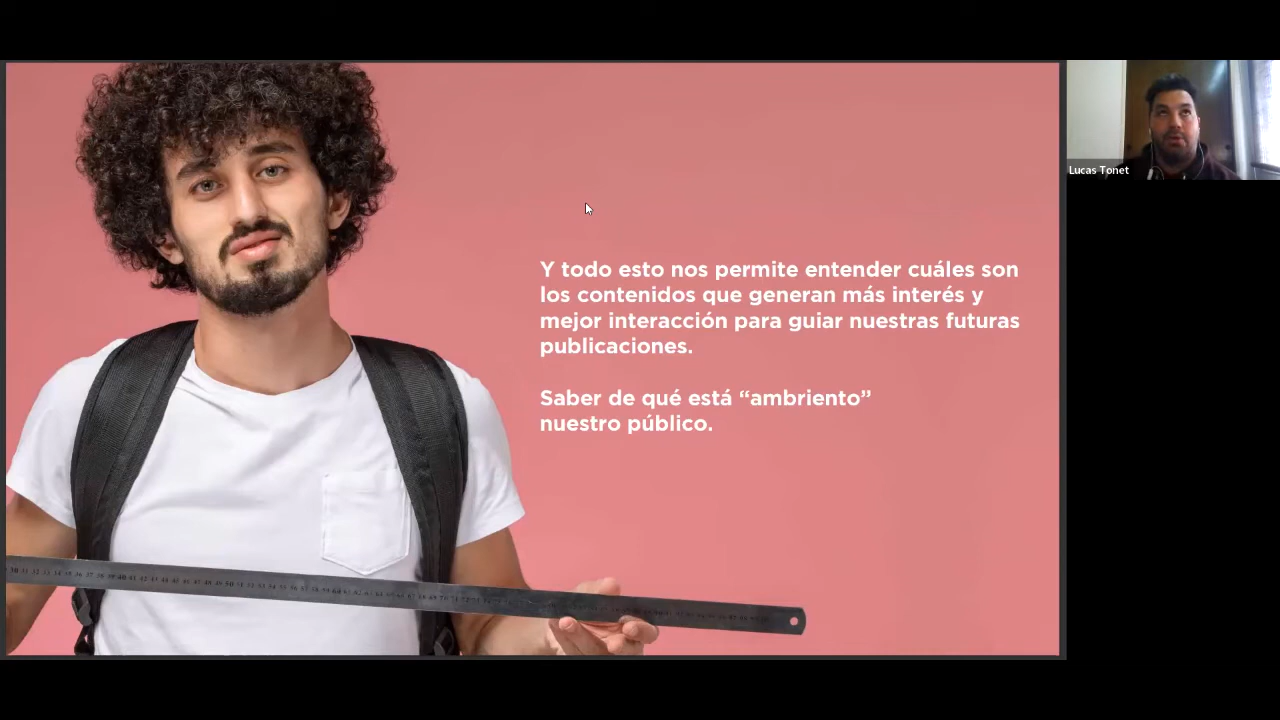 Y todo esto nos permite entender cuáles son
los contenidos que generan más interés y
mejor interacción para guiar nuestras futuras
publicaciones.
Saber de qué está “ambriento”
nuestro público.
Lucas Tonet